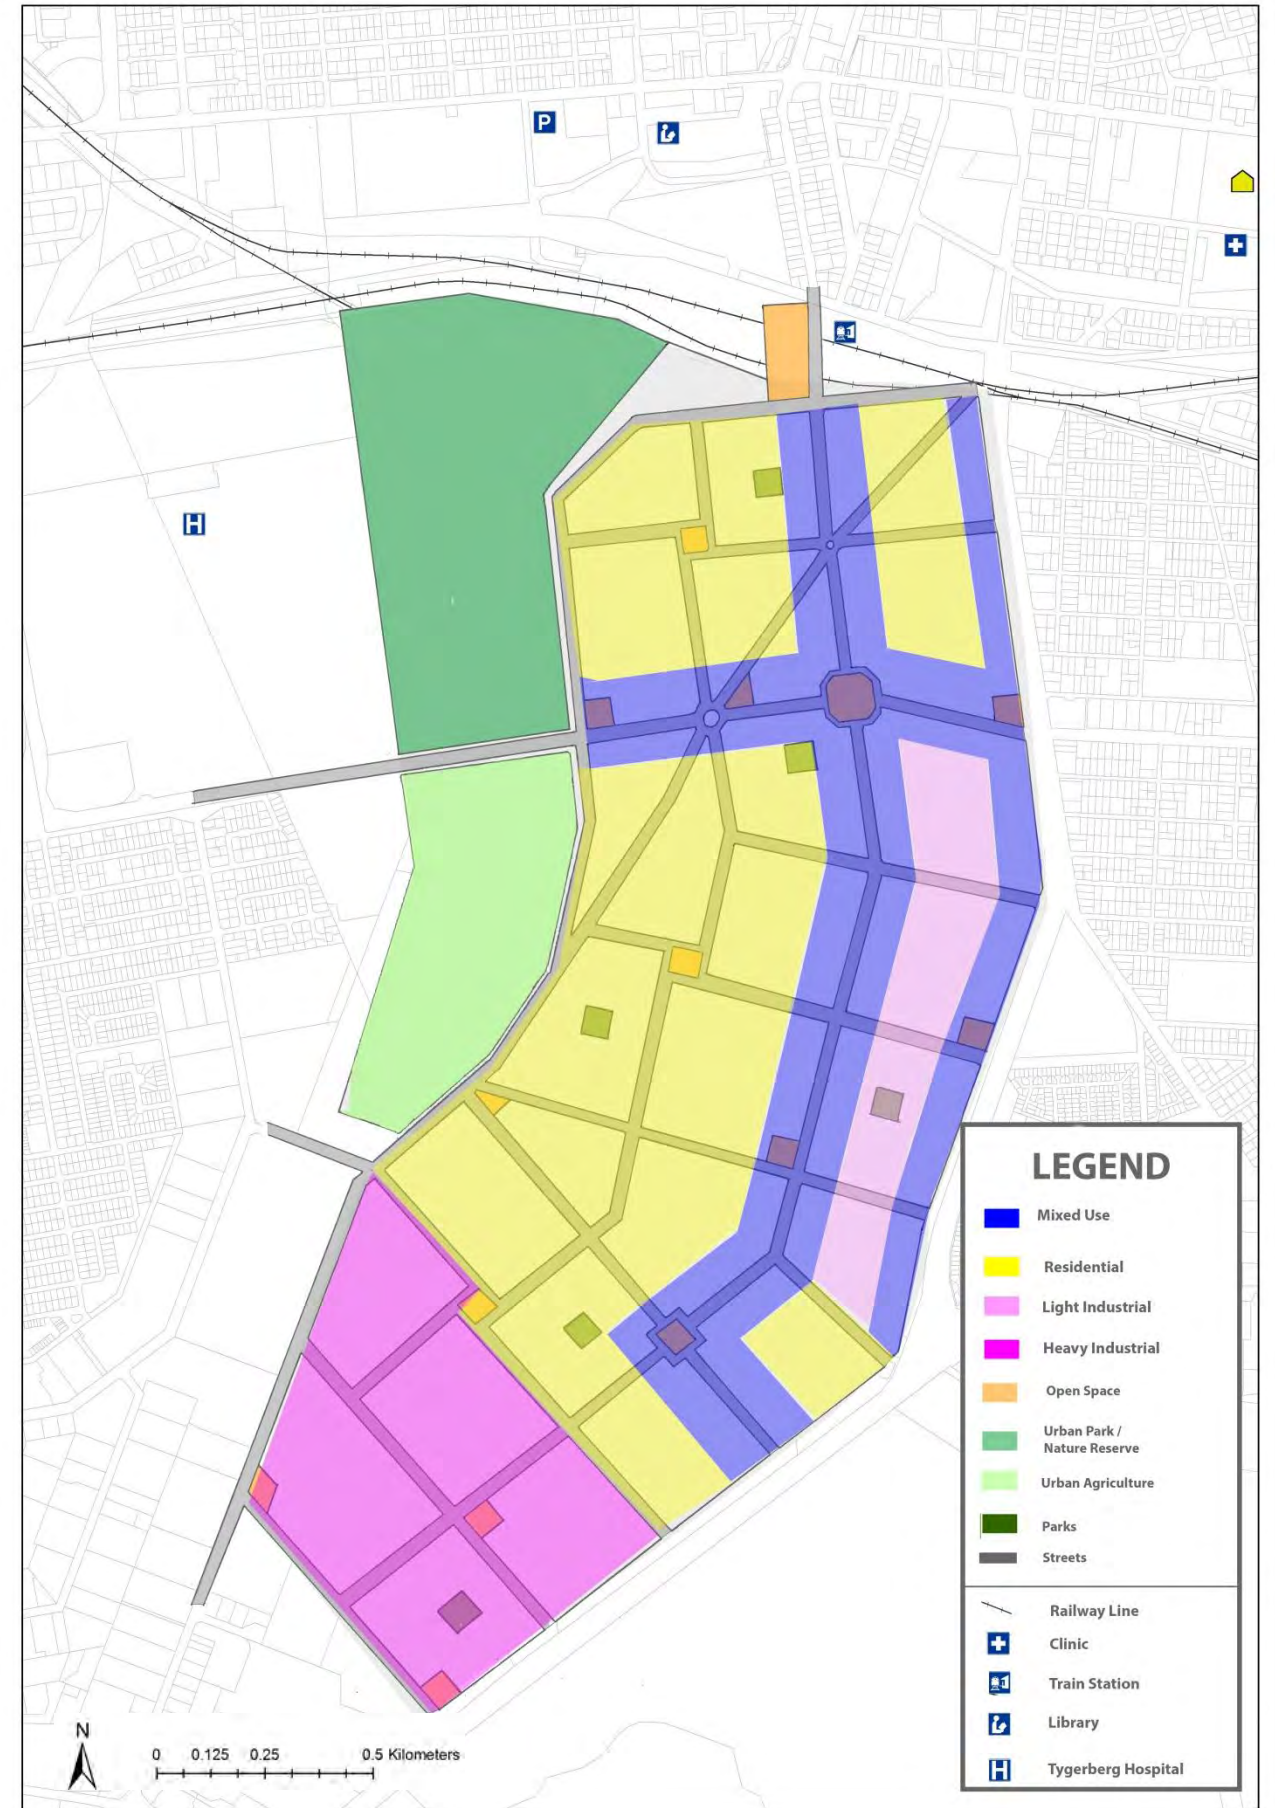 P
H
LEGEND
Mixed Use
Residential
Light Industrial
Heavy Industrial
Open Space
Urban Park /
Nature Reserve
Urban Agriculture
Parks
Streets
Railway Line
Clinic
Train Station
Library
H Tygerberg Hospital
N
0 0.125 0.25 0.5 Kilometers